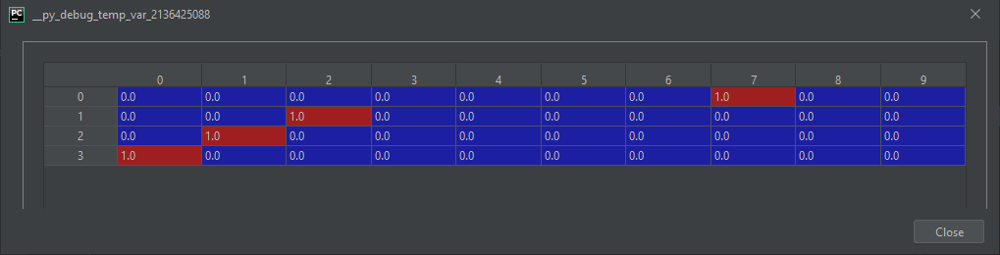 PC __py_debug_temp_var_2136425088
0 1 2 3 4 5 6 7 8 9
0 0.0 0.0 0.0 0.0 0.0 0.0 0.0 1.0 0.0 0.0
1 0.0 0.0 1.0 0.0 0.0 0.0 0.0 0.0 0.0 0.0
2 0.0 1.0 0.0 0.0 0.0 0.0 0.0 0.0 0.0 0.0
3 1.0 0.0 0.0 0.0 0.0 0.0 0.0 0.0 0.0 0.0
Close